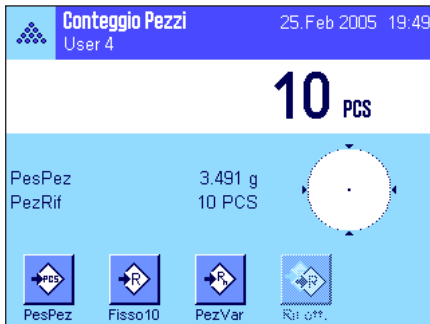 Conteggio Pezzi 25.Feb 2005 19:49
User 4
10 PCS
PesPez 3.491 g
PezRif 10 PCS
PCS R Rn R
PesPez Fisso10 PezVar